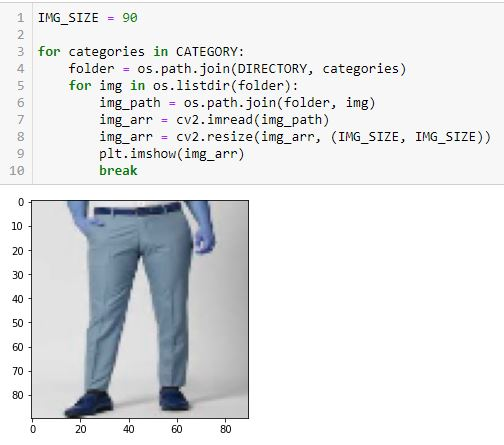 1 IMG_SIZE = 90
2
3 for categories in CATEGORY:
4     folder = os.path.join(DIRECTORY, categories)
5     for img in os.listdir(folder):
6         img_path = os.path.join(folder, img)
7         img_arr = cv2.imread(img_path)
8         img_arr = cv2.resize(img_arr, (IMG_SIZE, IMG_SIZE))
9         plt.imshow(img_arr)
10         break
0
10
20
30
40
50
60
70
80
0 20 40 60 80